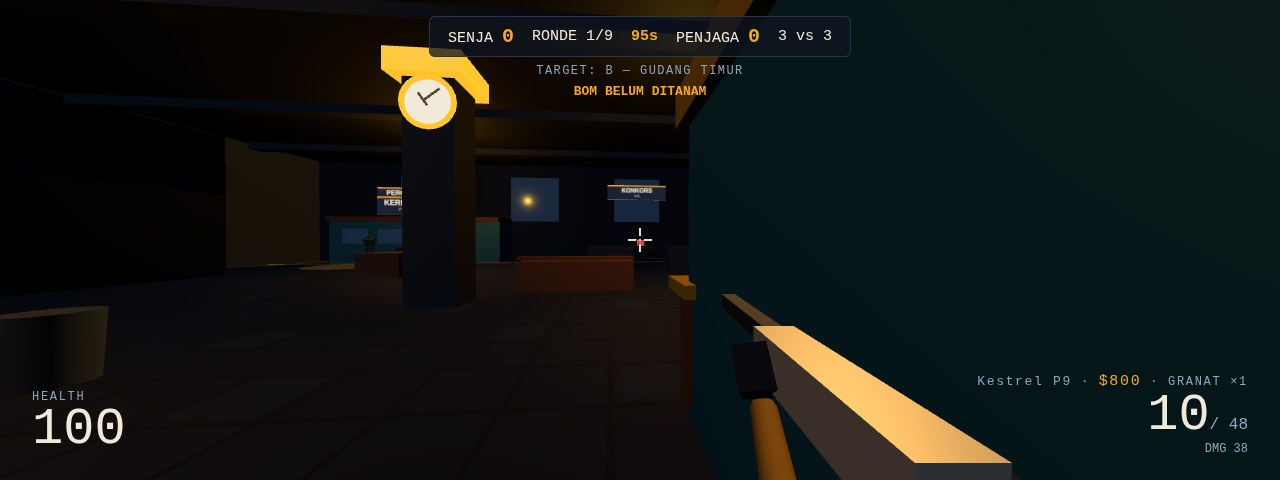 SENJA 0 RONDE 1/9 95s PENJAGA 0 3 vs 3
TARGET: B — GUDANG TIMUR
BOM BELUM DITANAM
KONKORS
HEALTH
100
Kestrel P9 · $800 · GRANAT ×1
10 / 48
DMG 38